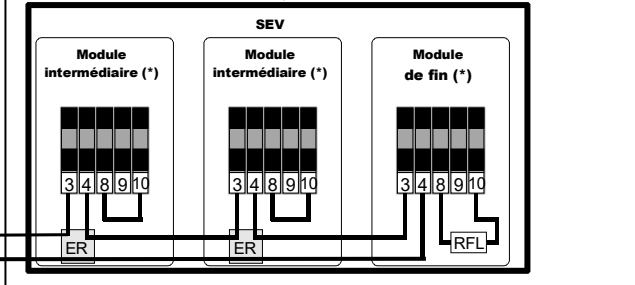 SEV
Module
intermédiaire (*)
Module
intermédiaire (*)
Module
de fin (*)
3 4 8 9 10
3 4 8 9 10
3 4 8 9 10
ER
ER
RFL